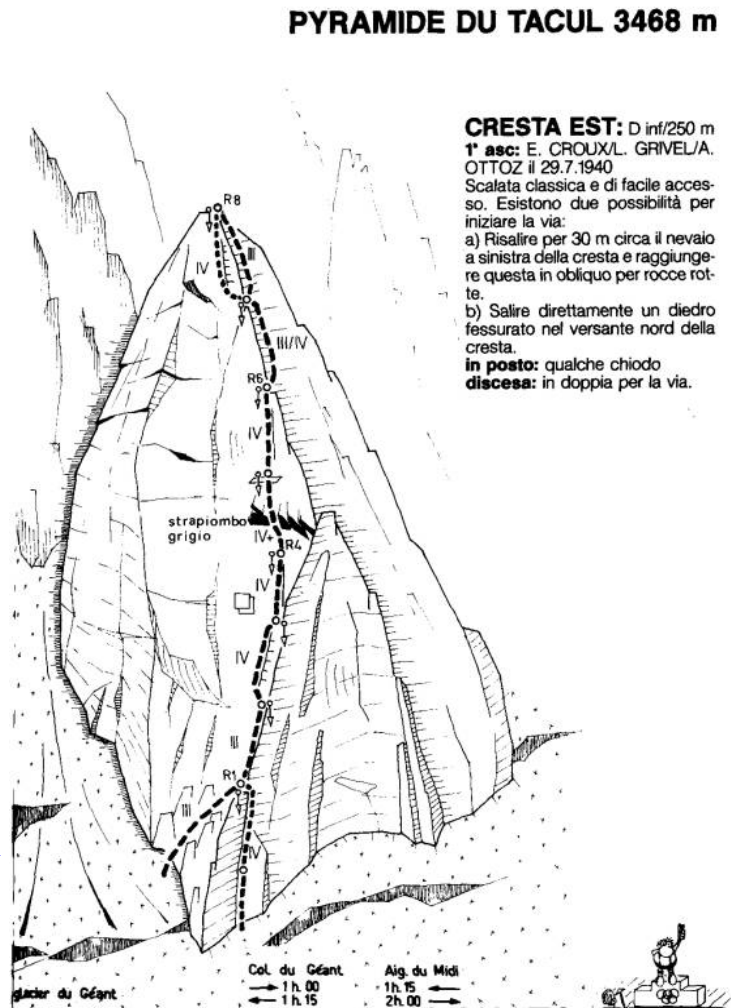 PYRAMIDE DU TACUL 3468 m
CRESTA EST: D inf/250 m
1ª asc: E. CROUX/L. GRIVEL/A.
OTTOZ il 29.7.1940
Scalata classica e di facile acces-
so. Esistono due possibilità per
iniziare la via:
a) Risalire per 30 m circa il nevaio
a sinistra della cresta e raggiunge-
re questa in obliquo per rocce rot-
te.
b) Salire direttamente un diedro
fessurato nel versante nord della
cresta.
in posto: qualche chiodo
discesa: in doppia per la via.
R8
III
IV
III/IV
R6
IV
strapiombo
grigio
IV+
R4
IV
IV
III
R1
III
IV
glacier du Géant
Col du Géant
1h.00
1h.15
Aig. du Midi
1h.15
2h.00